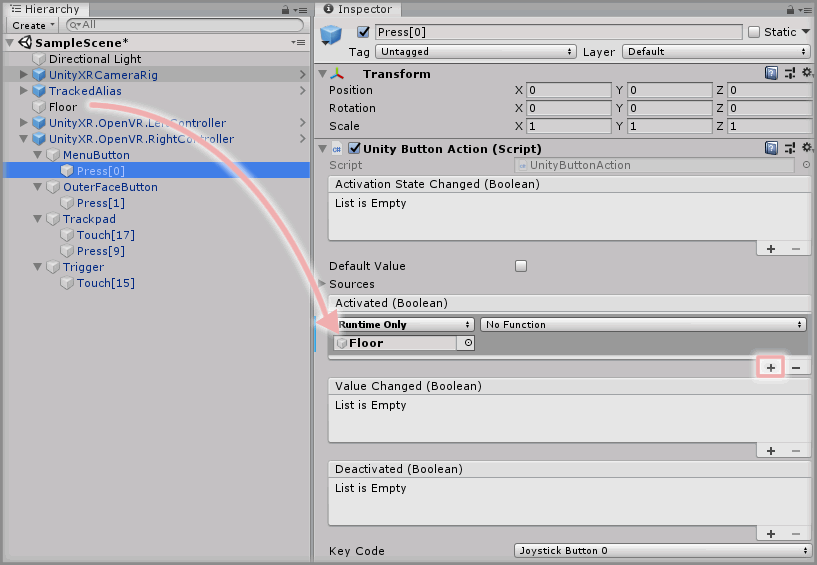 Hierarchy
Create
All
SampleScene*
Directional Light
UnityXRCameraRig
TrackedAlias
Floor
UnityXR.OpenVR.LeftController
UnityXR.OpenVR.RightController
MenuButton
Press[0]
OuterFaceButton
Press[1]
Trackpad
Touch[17]
Press[9]
Trigger
Touch[15]
Inspector
Press[0] Static
Tag Untagged Layer Default
Transform
Position X 0 Y 0 Z 0
Rotation X 0 Y 0 Z 0
Scale X 1 Y 1 Z 1
C# Unity Button Action (Script)
Script UnityButtonAction
Activation State Changed (Boolean)
List is Empty
+ −
Default Value
Sources
Activated (Boolean)
Runtime Only No Function
Floor
+ −
Value Changed (Boolean)
List is Empty
+ −
Deactivated (Boolean)
List is Empty
+ −
Key Code Joystick Button 0